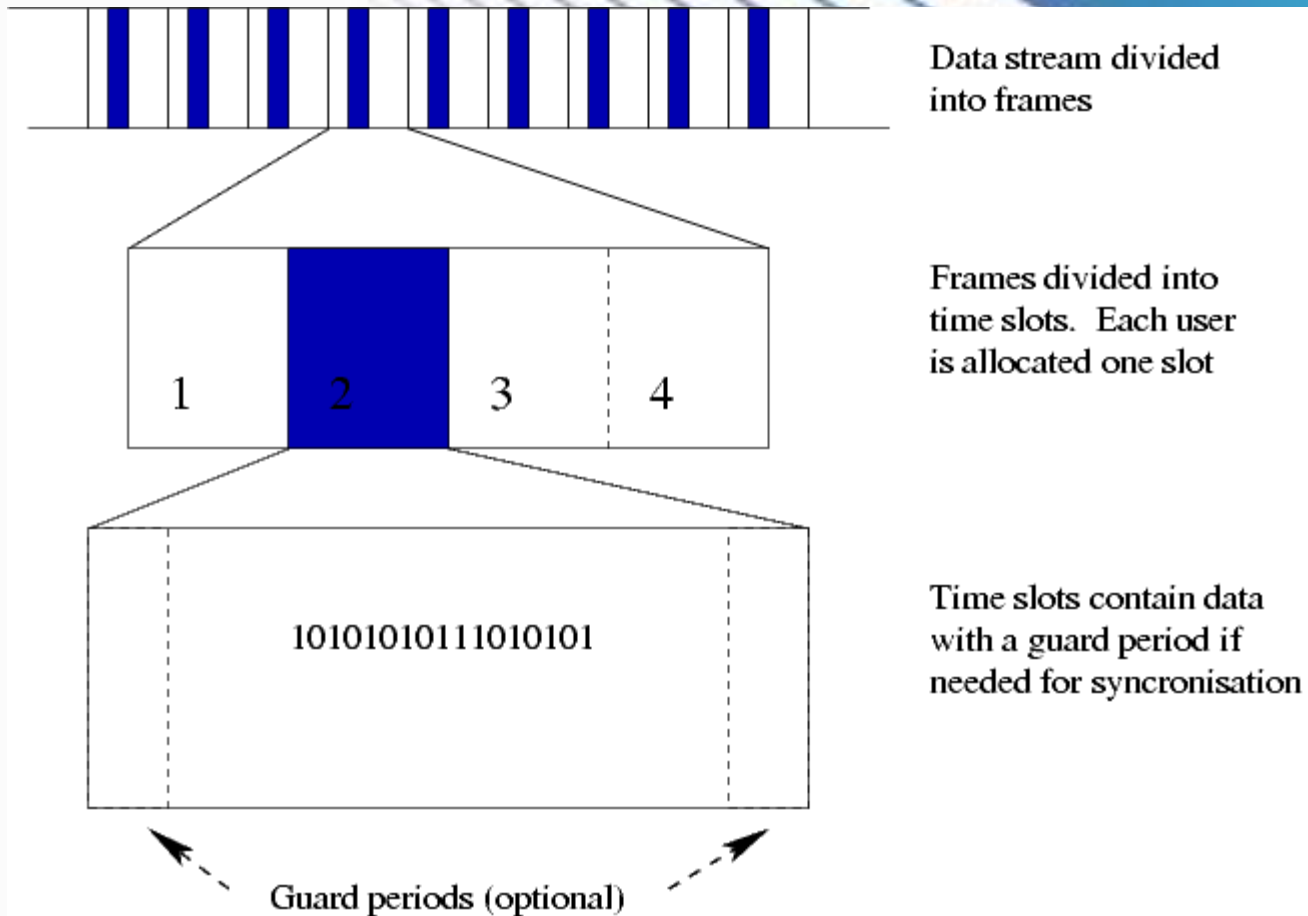 Data stream divided
into frames
Frames divided into
time slots. Each user
is allocated one slot
1 2 3 4
Time slots contain data
with a guard period if
needed for syncronisation
10101010111010101
Guard periods (optional)